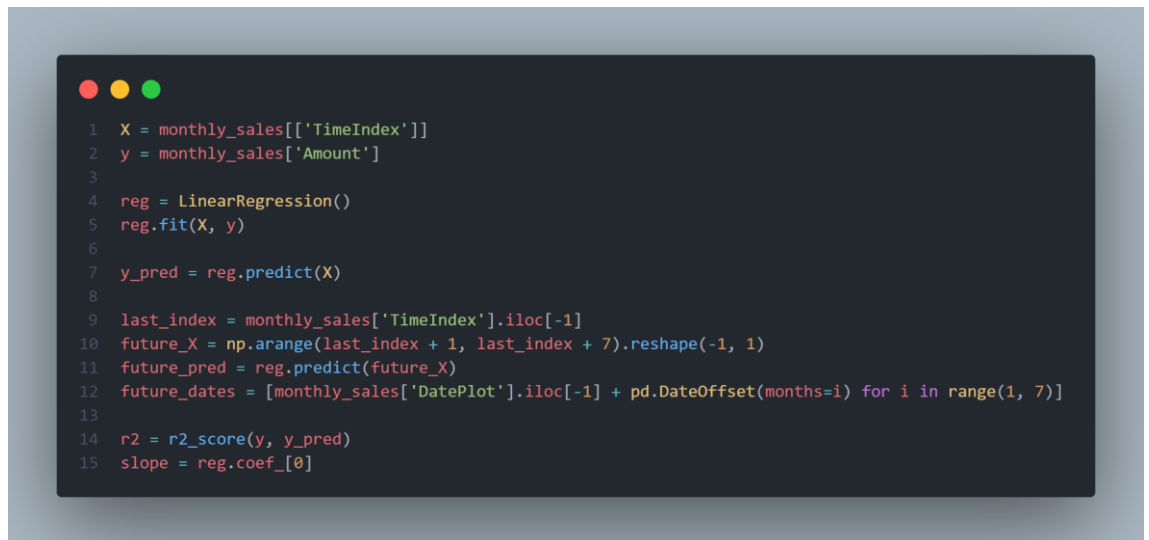 1 X = monthly_sales[['TimeIndex']]
2 y = monthly_sales['Amount']
3
4 reg = LinearRegression()
5 reg.fit(X, y)
6
7 y_pred = reg.predict(X)
8
9 last_index = monthly_sales['TimeIndex'].iloc[-1]
10 future_X = np.arange(last_index + 1, last_index + 7).reshape(-1, 1)
11 future_pred = reg.predict(future_X)
12 future_dates = [monthly_sales['DatePlot'].iloc[-1] + pd.DateOffset(months=i) for i in range(1, 7)]
13
14 r2 = r2_score(y, y_pred)
15 slope = reg.coef_[0]